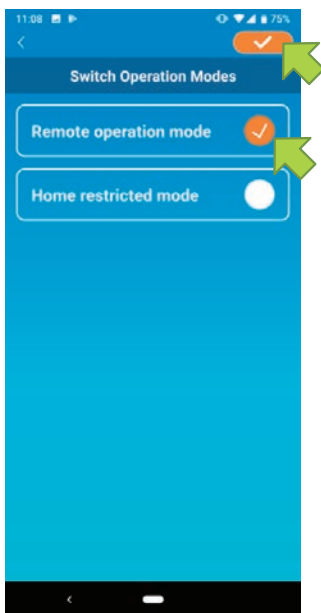 11:08 75%
Switch Operation Modes
Remote operation mode
Home restricted mode